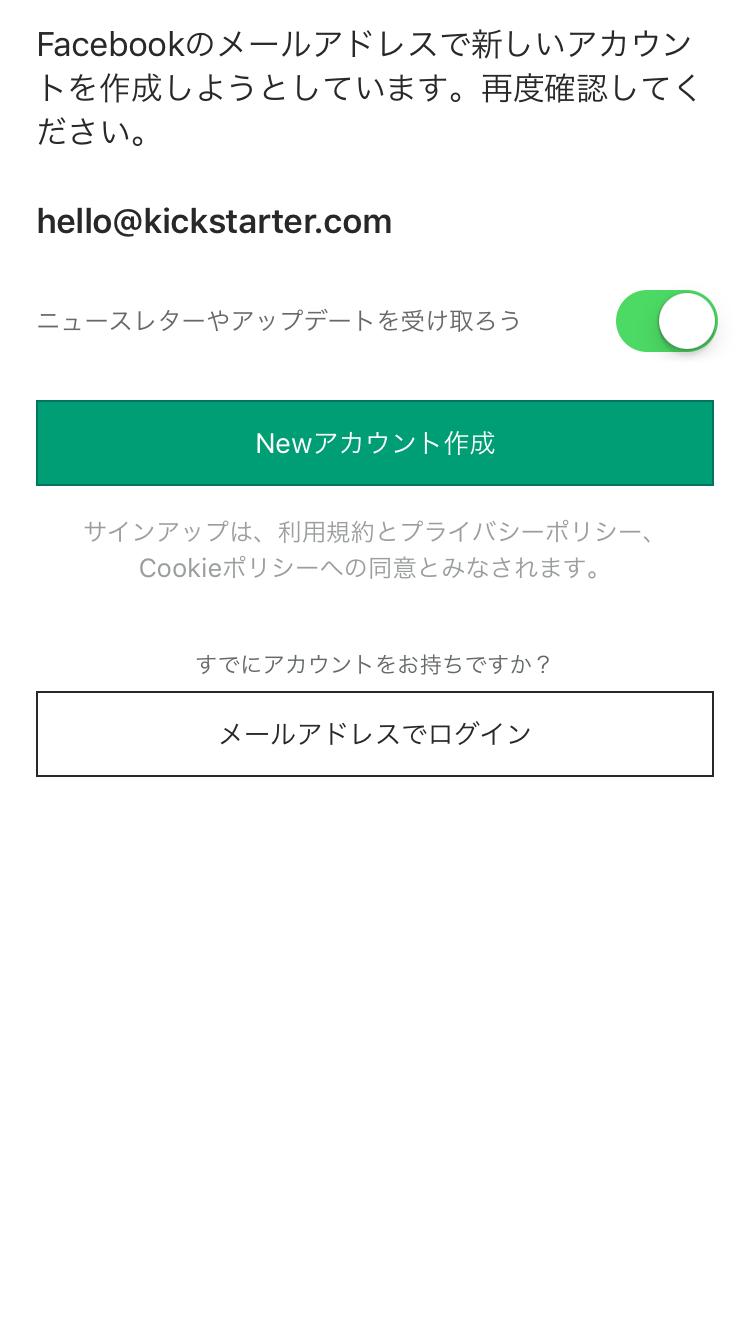 Facebookのメールアドレスで新しいアカウン
トを作成しようとしています。再度確認してく
ださい。
hello@kickstarter.com
ニュースレターやアップデートを受け取ろう
Newアカウント作成
サインアップは、利用規約とプライバシーポリシー、
Cookieポリシーへの同意とみなされます。
すでにアカウントをお持ちですか？
メールアドレスでログイン